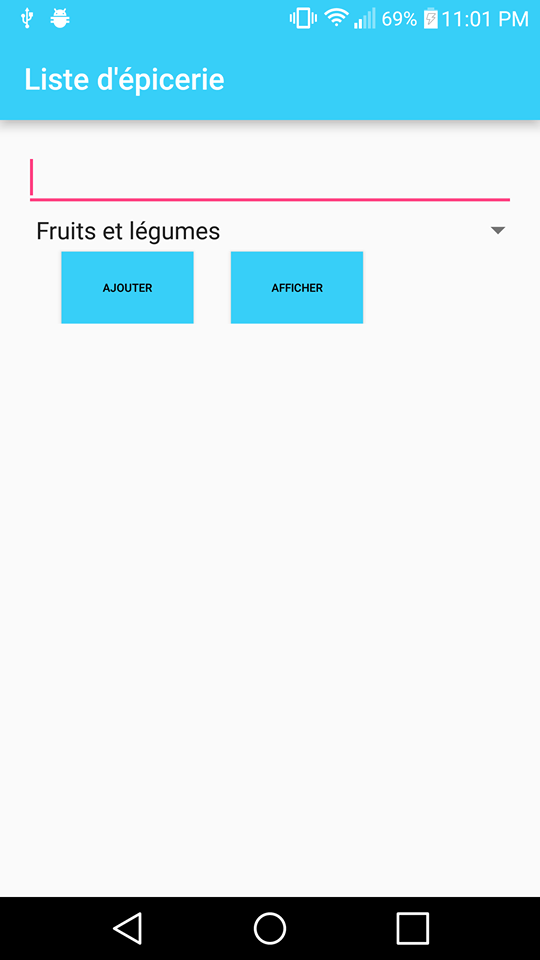 69% 11:01 PM
Liste d'épicerie
Fruits et légumes
AJOUTER AFFICHER